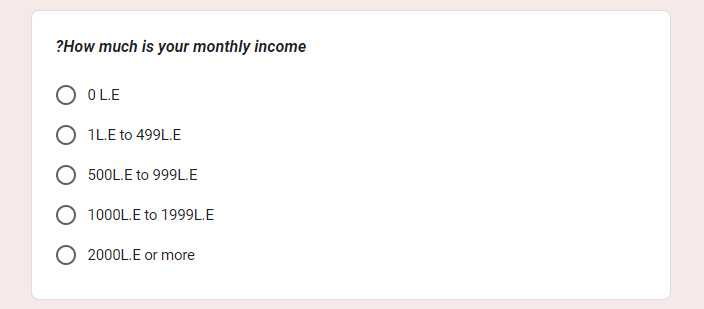 ?How much is your monthly income
0 L.E
1L.E to 499L.E
500L.E to 999L.E
1000L.E to 1999L.E
2000L.E or more